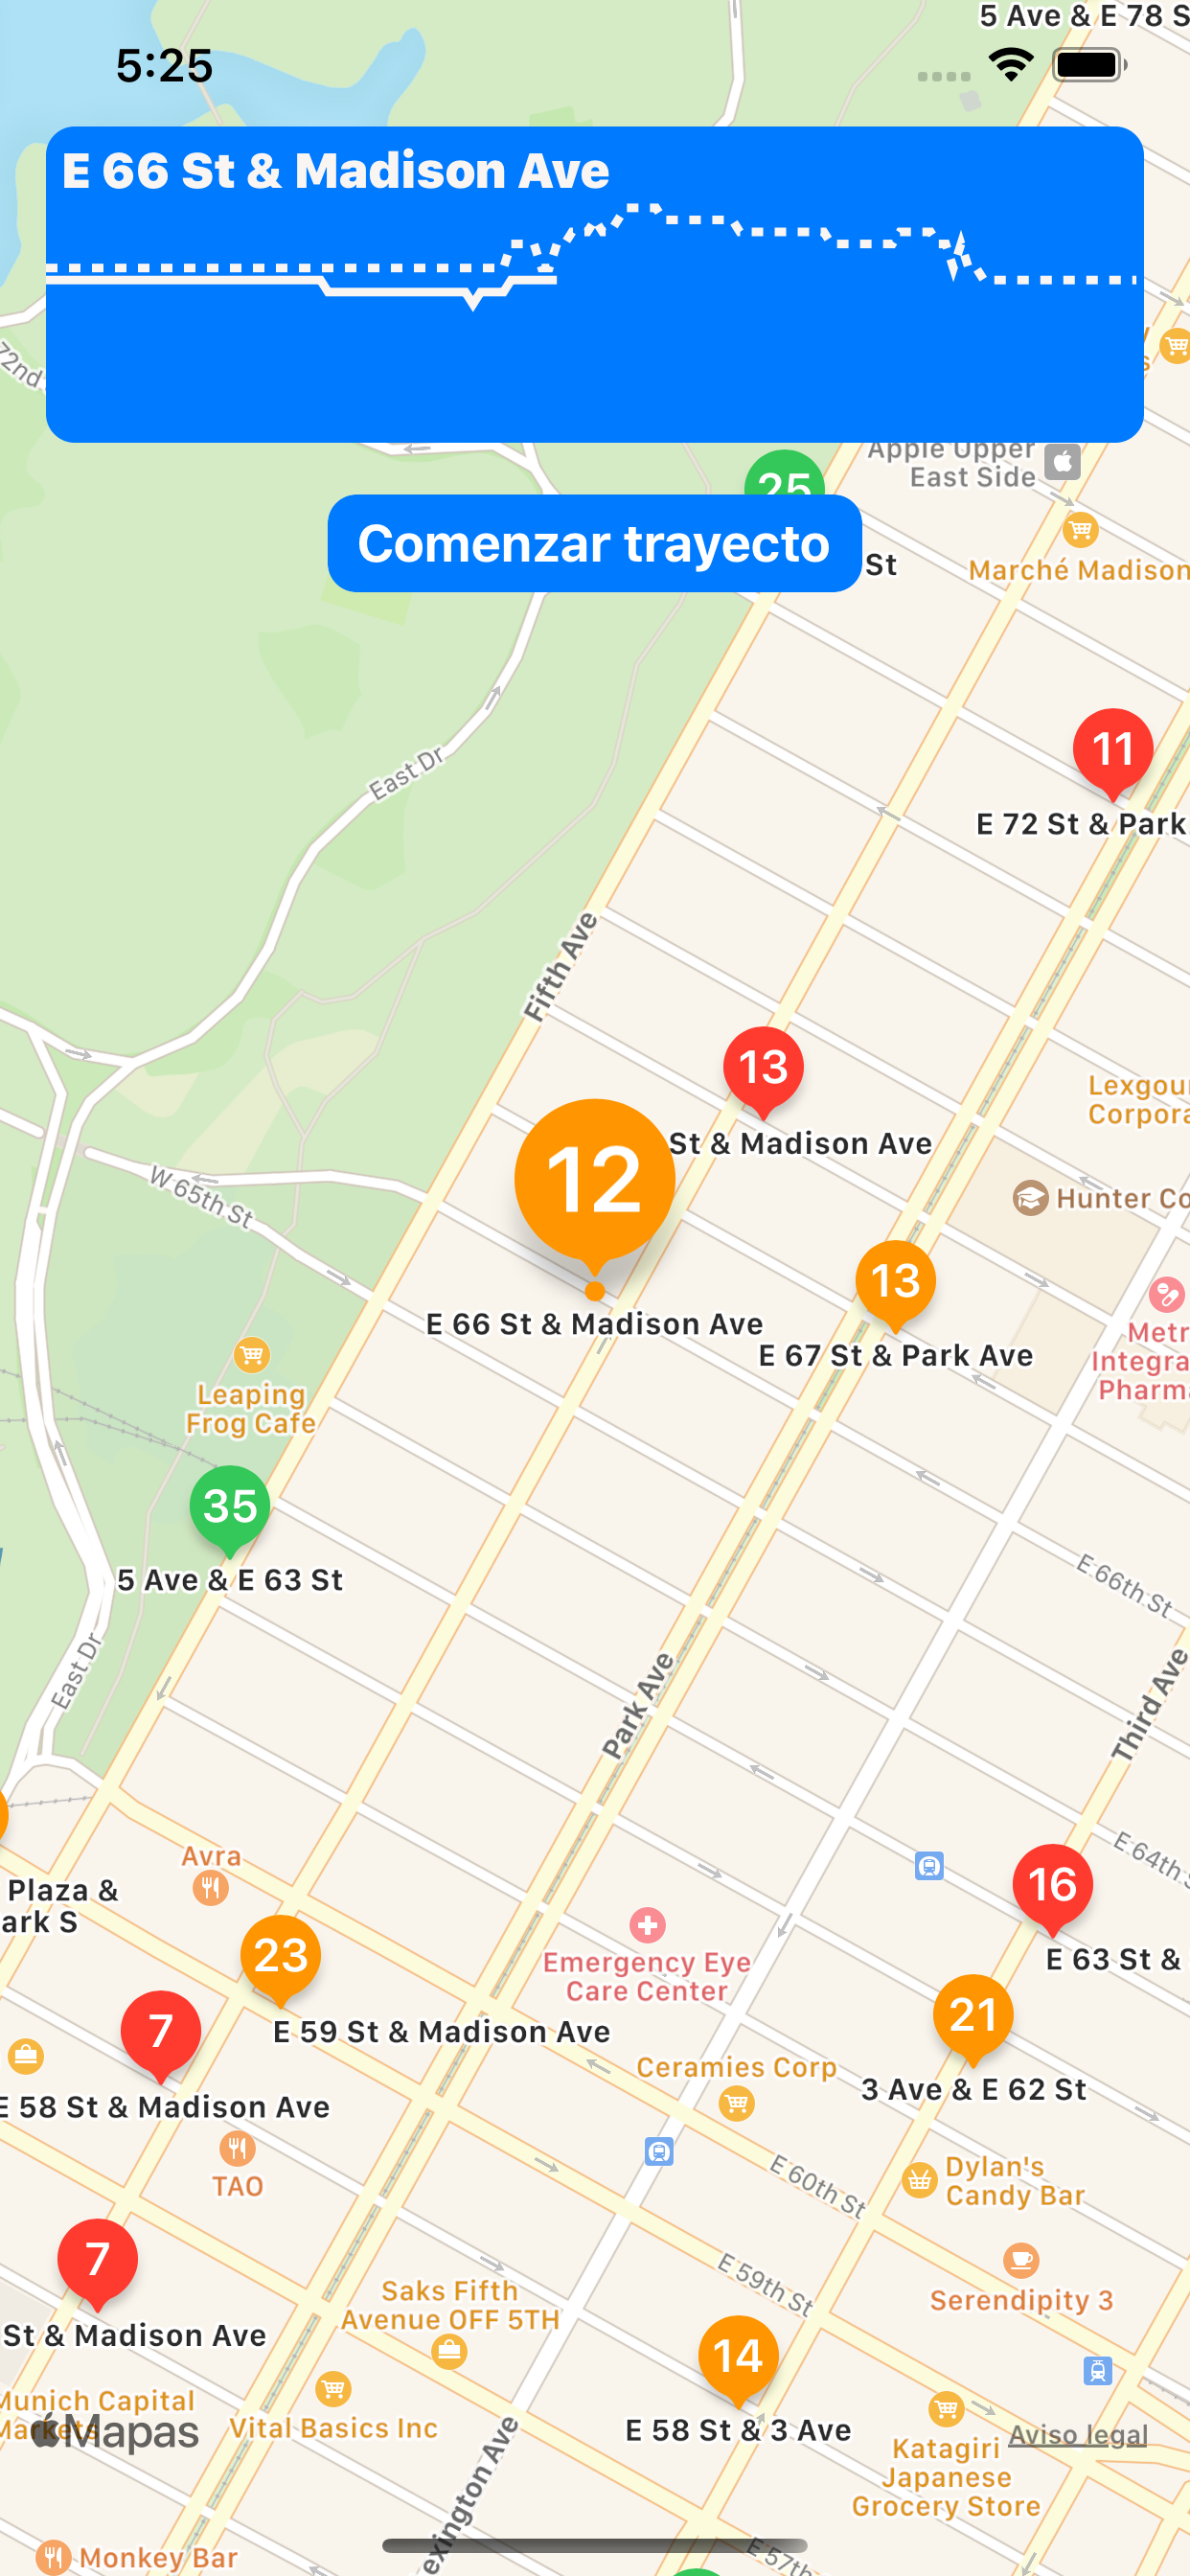 5 Ave & E 78 S
5:25
E 66 St & Madison Ave
72nd
Apple Upper
East Side
25
Comenzar trayecto
St
Marché Madison
11
E 72 St & Park
East Dr
Fifth Ave
13
St & Madison Ave
Lexgou
Corpora
12
W 65th St
Hunter Co
13
E 66 St & Madison Ave
E 67 St & Park Ave
Metr
Integra
Pharma
Leaping
Frog Cafe
35
5 Ave & E 63 St
E 66th St
East Dr
Park Ave
Third Ave
Avra
E 64th S
Plaza &
ark S
16
23
Emergency Eye
Care Center
E 63 St &
21
7
E 59 St & Madison Ave
Ceramies Corp
3 Ave & E 62 St
E 58 St & Madison Ave
TAO
E 60th St
Dylan's
Candy Bar
7
E 59th St
Saks Fifth
Avenue OFF 5TH
Serendipity 3
St & Madison Ave
14
Munich Capital
Markets
Mapas
Vital Basics Inc
E 58 St & 3 Ave
Aviso legal
Katagiri
Japanese
Grocery Store
exington Ave
Monkey Bar
E 57th